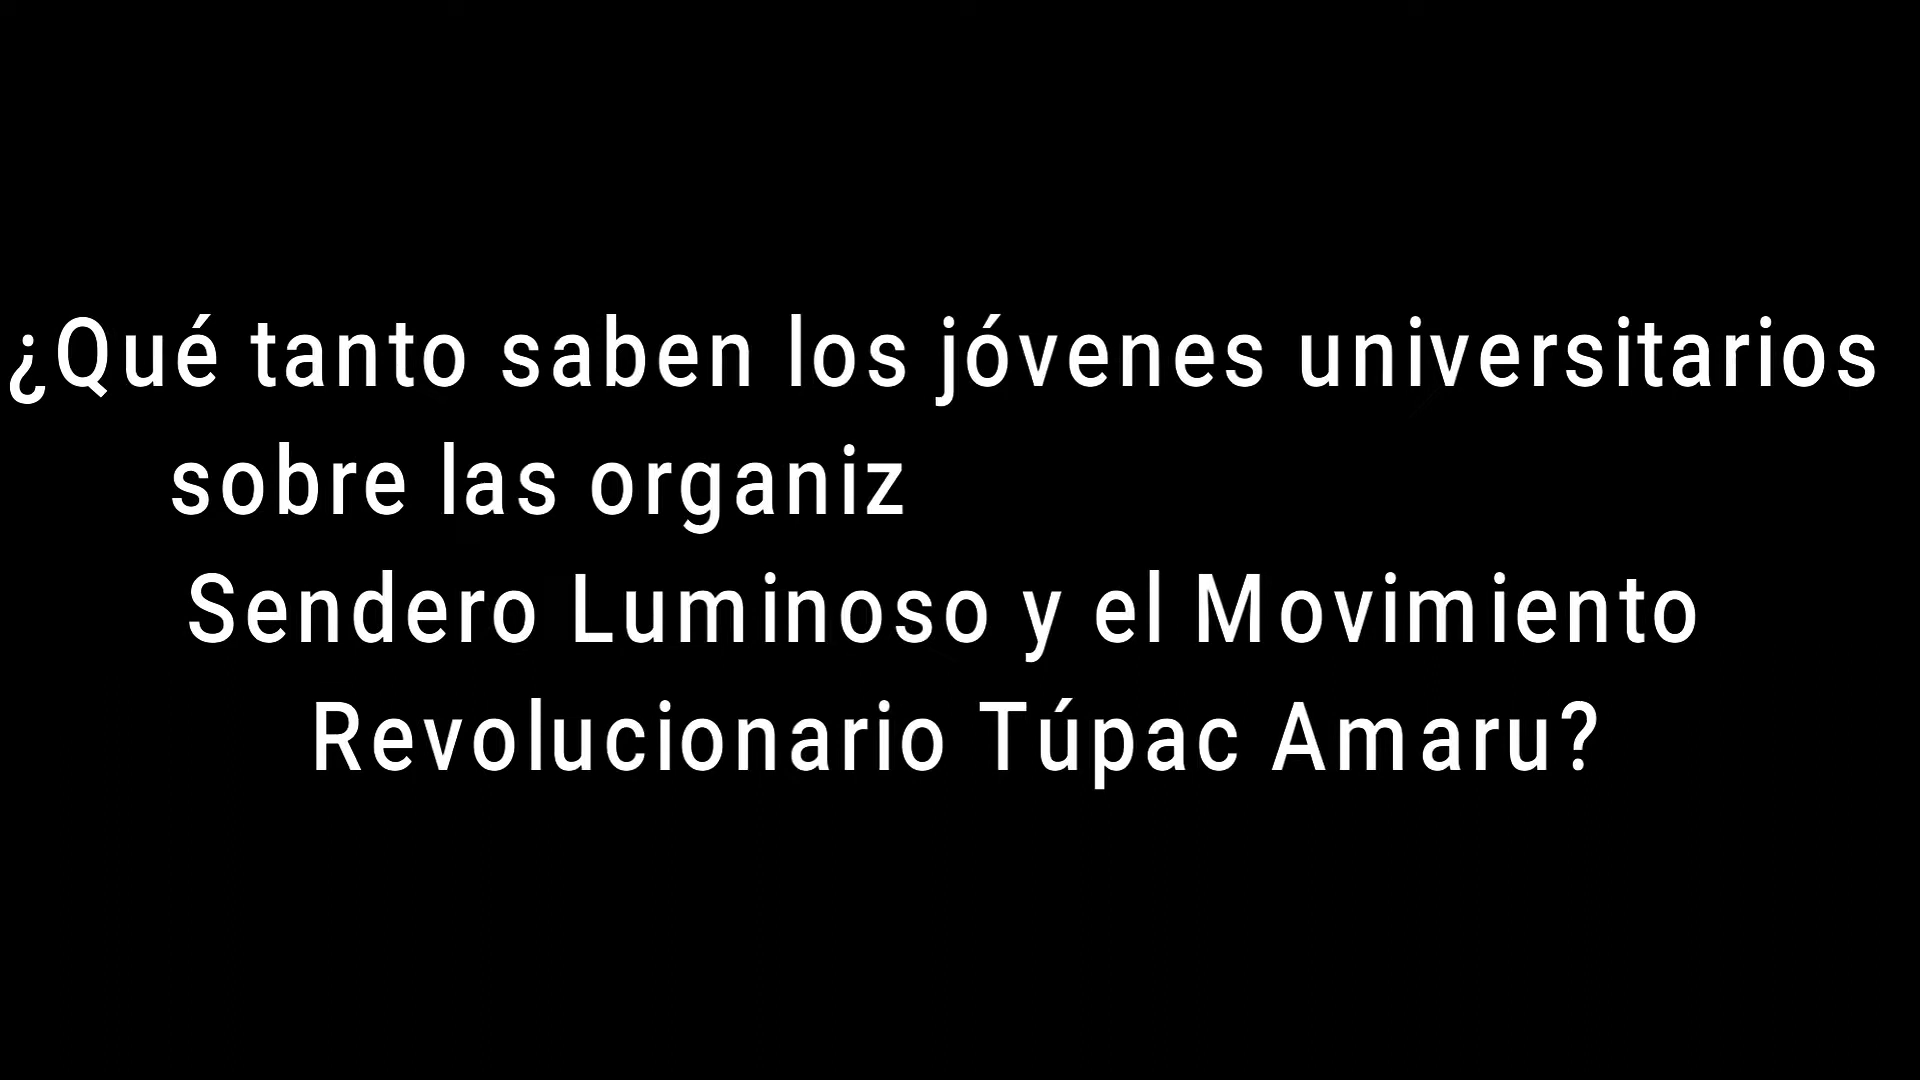 ¿Qué tanto saben los jóvenes universitarios
sobre las organiz
Sendero Luminoso y el Movimiento
Revolucionario Túpac Amaru?